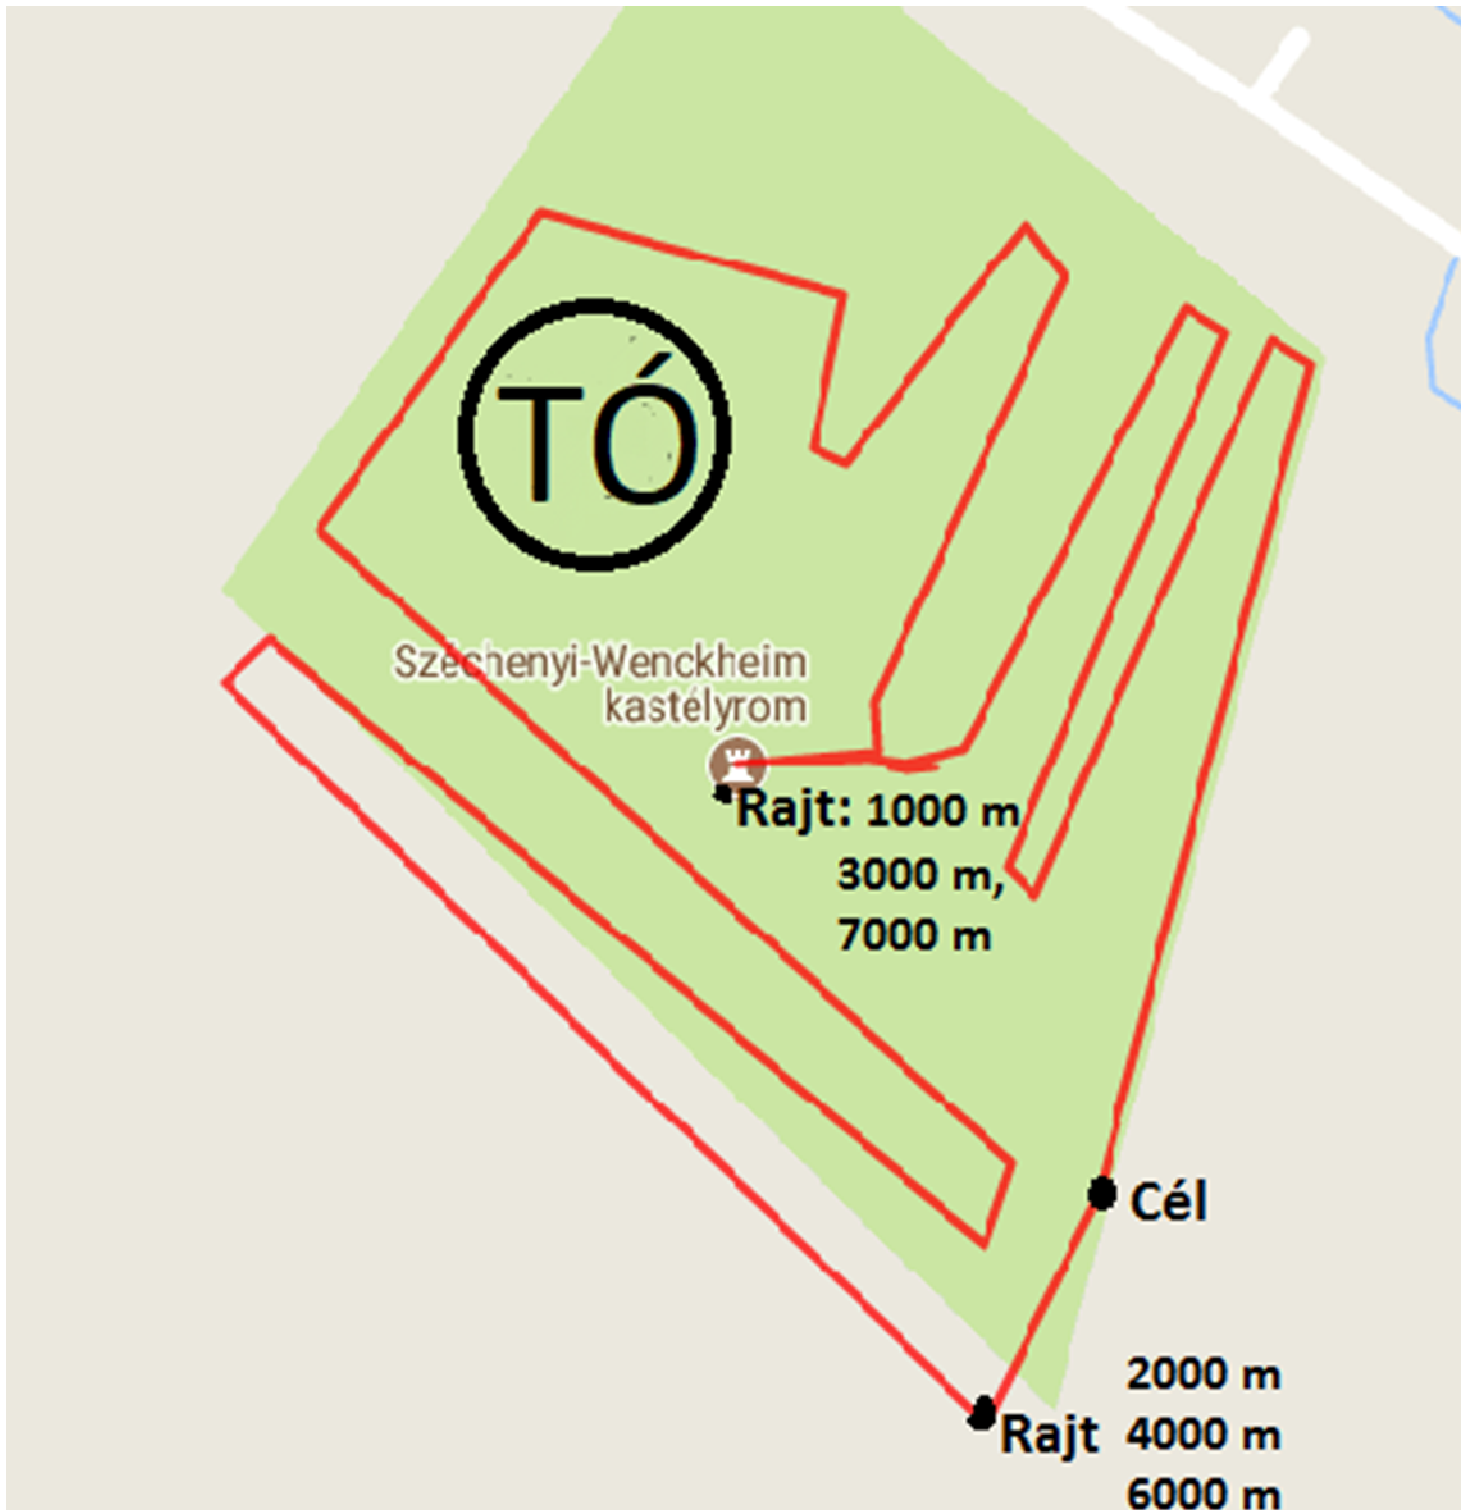 TÓ
Széchenyi-Wenckheim
kastélyrom
Rajt: 1000 m
3000 m,
7000 m
Cél
2000 m
Rajt 4000 m
6000 m